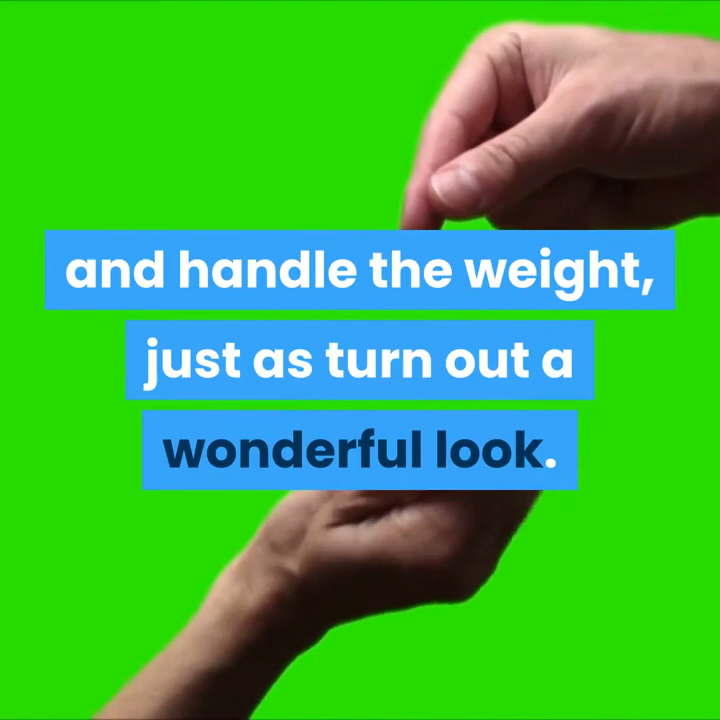 and handle the weight,
just as turn out a
wonderful look.